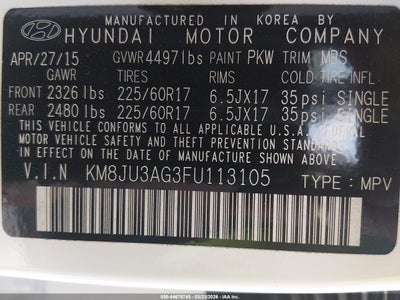 MANUFACTURED IN KOREA BY
HYUNDAI MOTOR COMPANY
APR/27/15 GVWR 4497lbs PAINT PKW TRIM MPS
GAWR TIRES RIMS COLD TIRE INFL
FRONT 2326 lbs 225/60R17 6.5JX17 35psi SINGLE
REAR 2480 lbs 225/60R17 6.5JX17 35psi SINGLE
THIS VEHICLE CONFORMS TO ALL APPLICABLE U.S.A. FEDERAL
MOTOR VEHICLE SAFETY AND THEFT PREVENTION STANDARDS
IN EFFECT ON THE DATE OF MANUFACTURE SHOWN ABOVE.
V.I.N KM8JU3AG3FU113105 TYPE: MPV